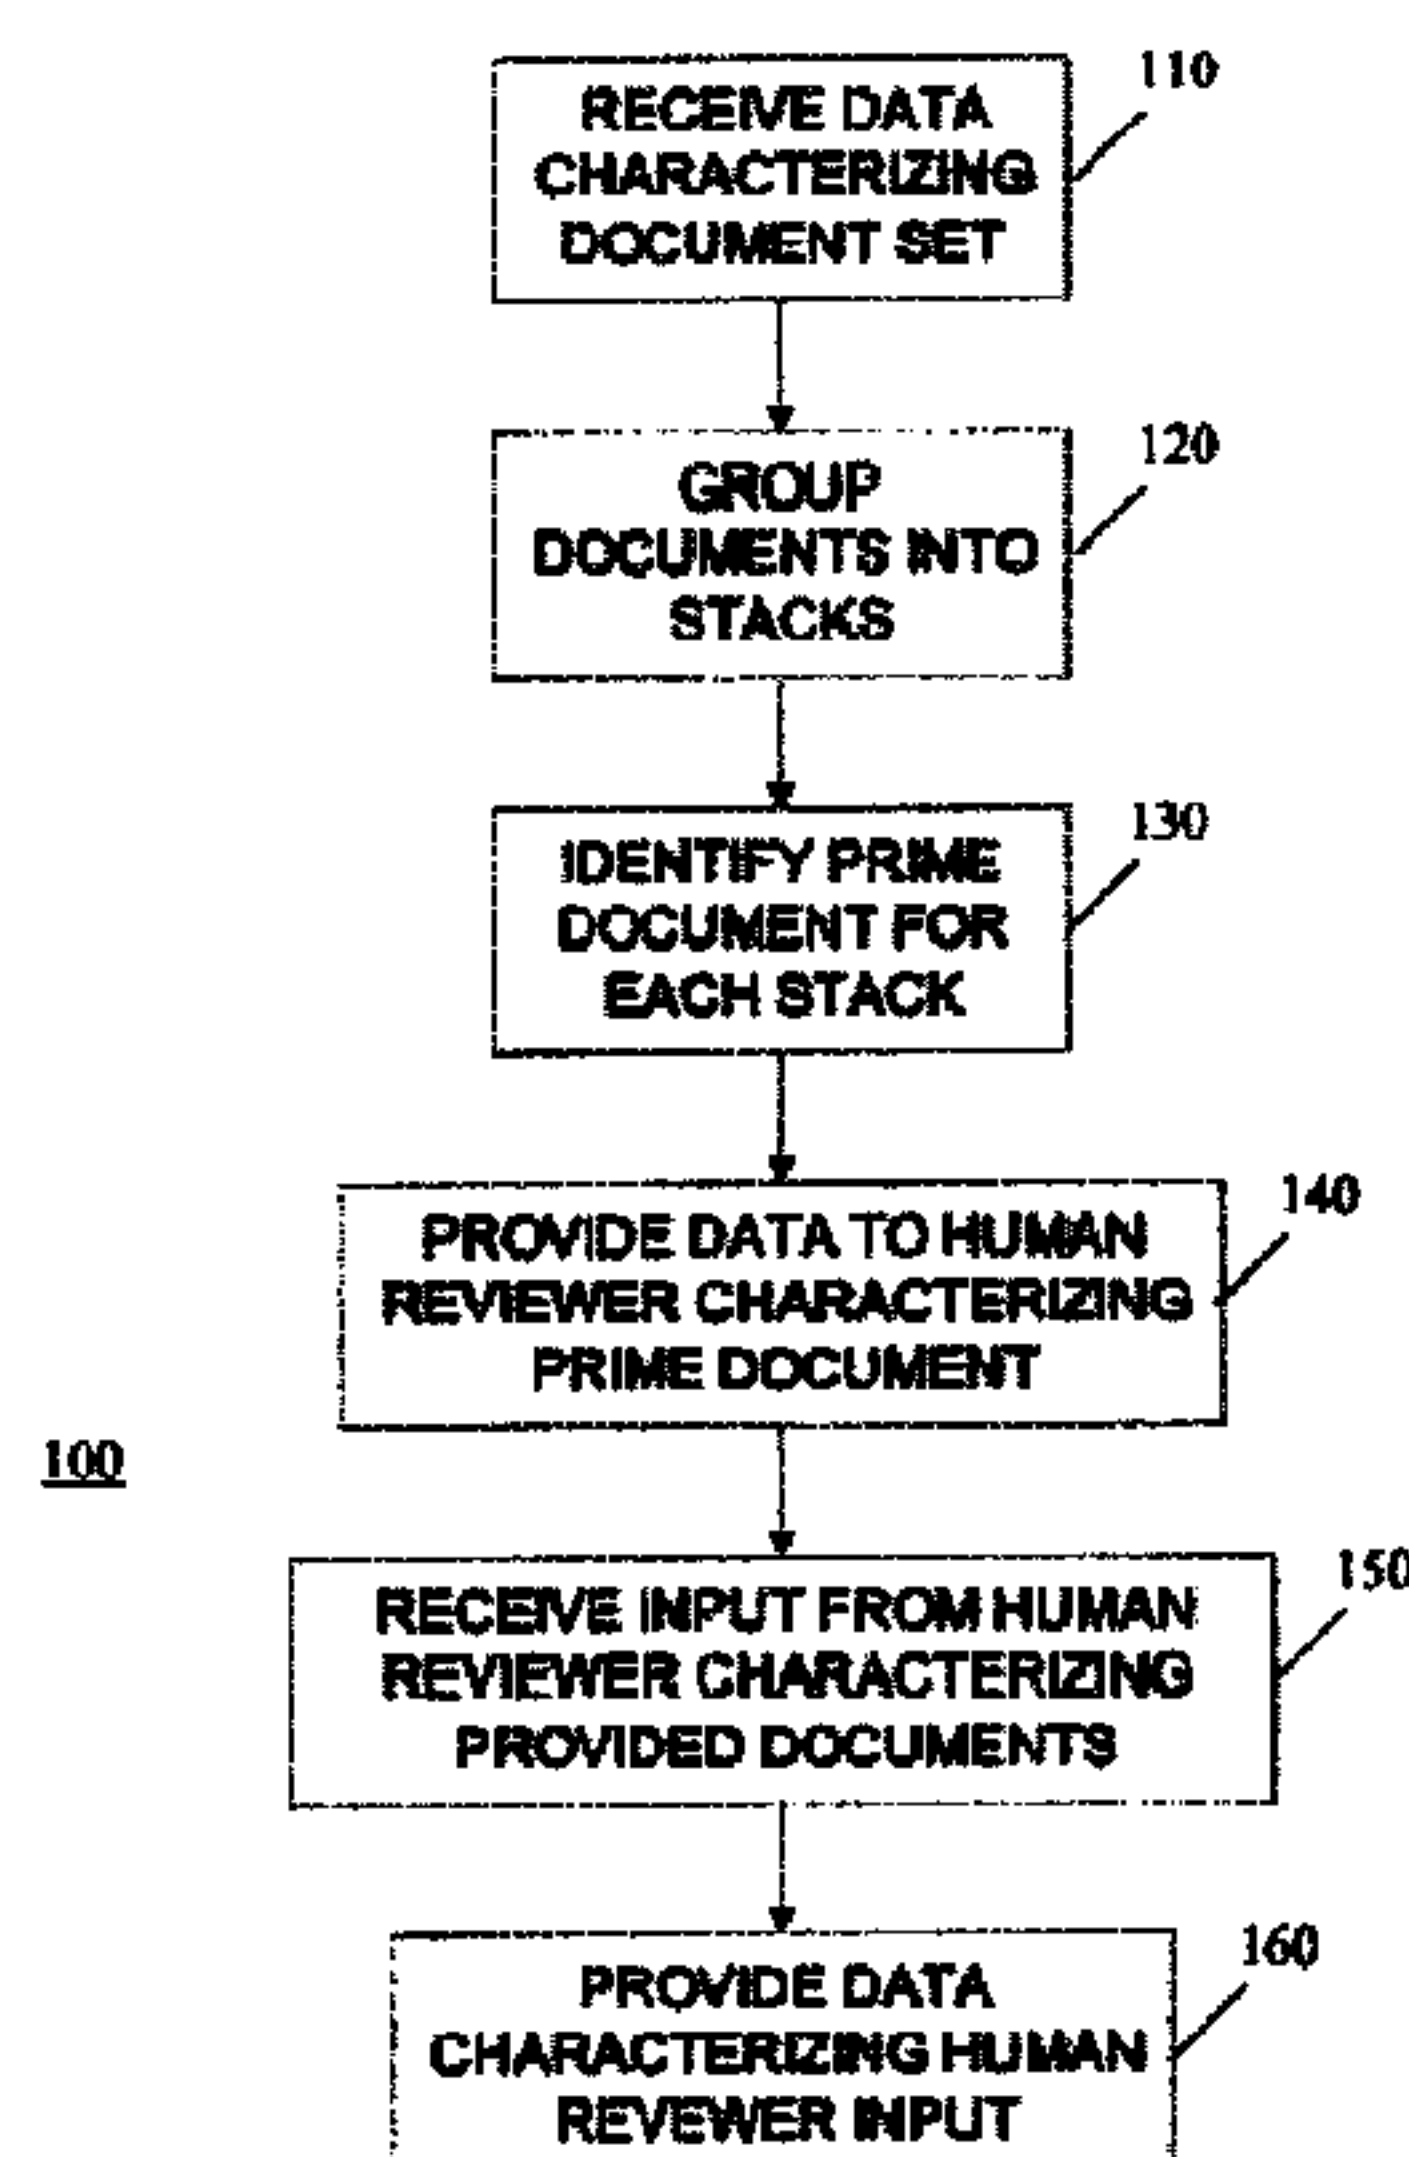 110
RECEIVE DATA
CHARACTERIZING
DOCUMENT SET
120
GROUP
DOCUMENTS INTO
STACKS
130
IDENTIFY PRIME
DOCUMENT FOR
EACH STACK
140
PROVIDE DATA TO HUMAN
REVIEWER CHARACTERIZING
PRIME DOCUMENT
100
150
RECEIVE INPUT FROM HUMAN
REVIEWER CHARACTERIZING
PROVIDED DOCUMENTS
160
PROVIDE DATA
CHARACTERIZING HUMAN
REVEWER INPUT